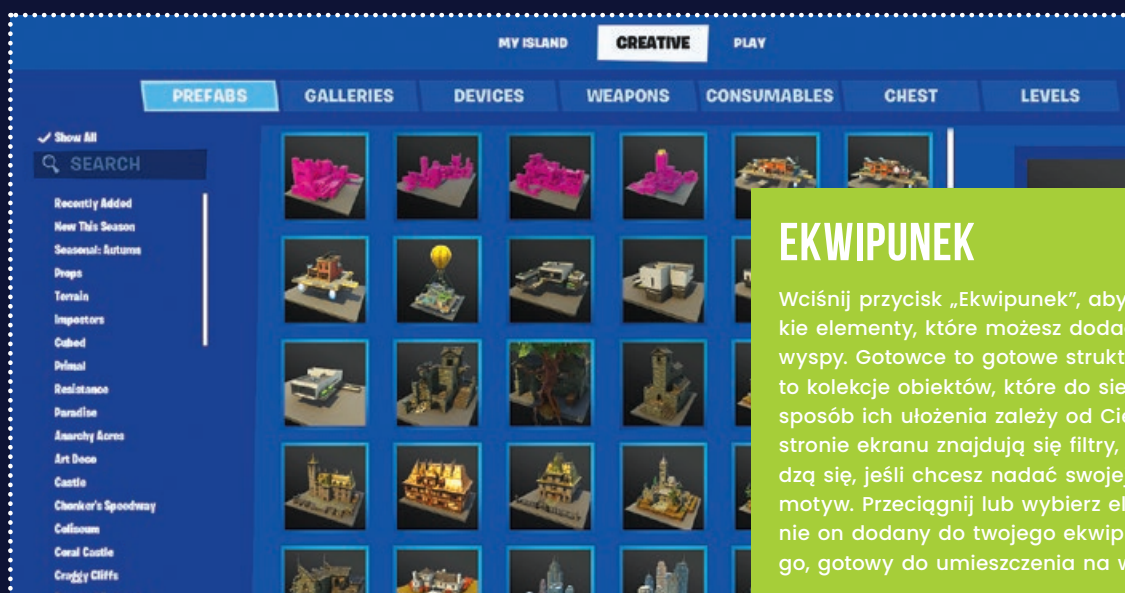 MY ISLAND CREATIVE PLAY
PREFABS GALLERIES DEVICES WEAPONS CONSUMABLES CHEST LEVELS
Show All
SEARCH
Recently Added
New This Season
Seasonal: Autumn
Props
Terrain
Impostors
Cubed
Primal
Resistance
Paradise
Anarchy Acres
Art Deco
Castle
Chonker's Speedway
Coliseum
Coral Castle
Craggy Cliffs
EKWIPUNEK
Wciśnij przycisk „Ekwipunek”, aby
kie elementy, które możesz doda
wyspy. Gotowce to gotowe strukt
to kolekcje obiektów, które do sie
sposób ich ułożenia zależy od Cie
stronie ekranu znajdują się filtry,
dzą się, jeśli chcesz nadać swoje
motyw. Przeciągnij lub wybierz el
nie on dodany do twojego ekwip
go, gotowy do umieszczenia na w